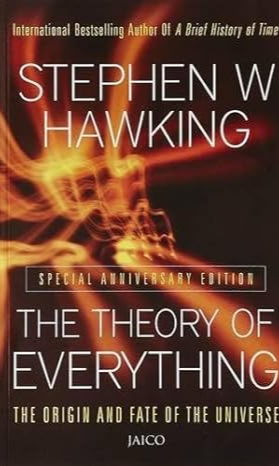 International Bestselling Author Of A Brief History of Time
STEPHEN W
HAWKING
SPECIAL ANNIVERSARY EDITION
THE THEORY OF
EVERYTHING
THE ORIGIN AND FATE OF THE UNIVERSE
JAICO